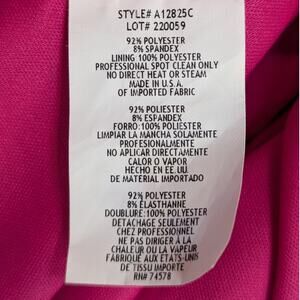 STYLE# A12825C
LOT# 220059
92% POLYESTER
8% SPANDEX
LINING: 100% POLYESTER
PROFESSIONAL SPOT CLEAN ONLY
NO DIRECT HEAT OR STEAM
MADE IN U.S.A.
OF IMPORTED FABRIC
92% POLIESTER
8% ESPANDEX
FORRO: 100% POLIESTER
LIMPIAR LA MANCHA SOLAMENTE
PROFESIONALMENTE
NO APLICAR DIRECTAMENTE
CALOR O VAPOR
HECHO EN EE. UU.
DE MATERIAL IMPORTADO
92% POLYESTER
8% ELASTHANNE
DOUBLURE: 100% POLYESTER
DETACHAGE SEULEMENT
CHEZ PROFESSIONNEL
NE PAS DIRIGER À LA
CHALEUR OU LA VAPEUR
FABRIQUÉ AUX ETATS-UNIS
DE TISSU IMPORTE
RN# 74578